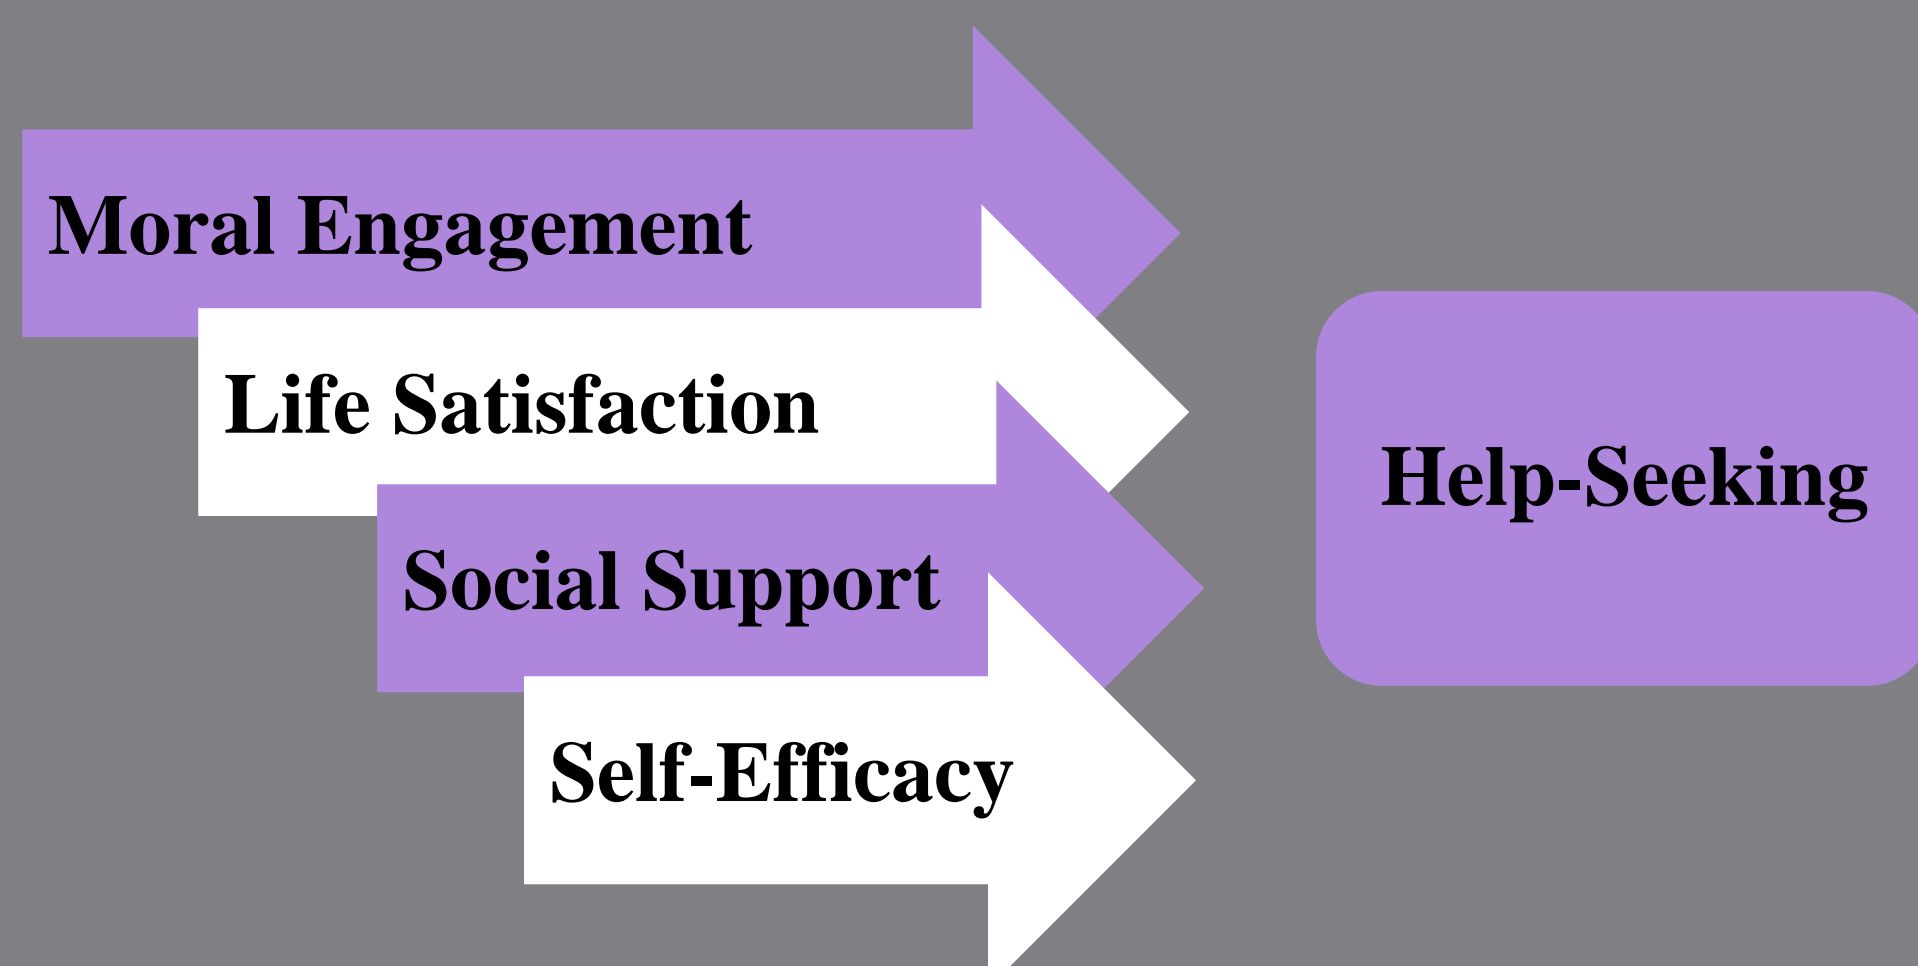 Moral Engagement
Life Satisfaction
Social Support
Self-Efficacy
Help-Seeking